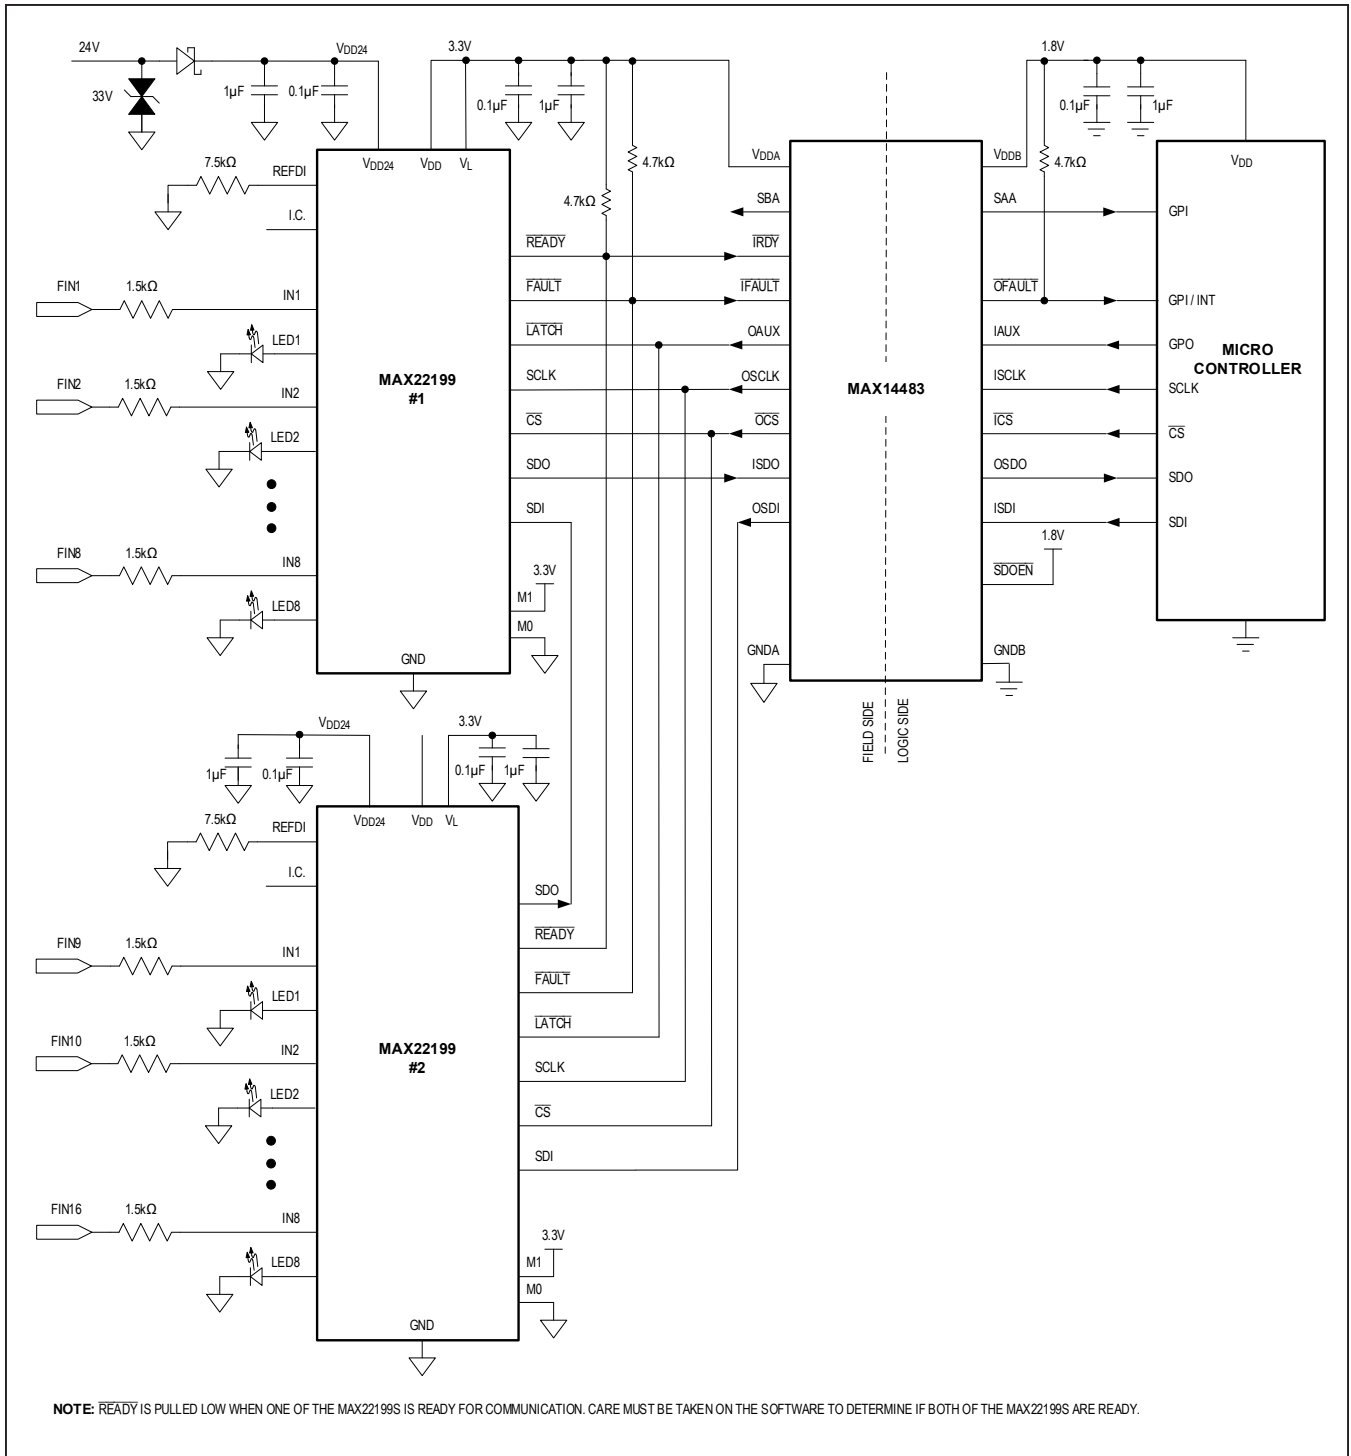 24V
VDD24
3.3V
1.8V
33V
1µF
0.1µF
0.1µF
1µF
0.1µF
1µF
7.5kΩ
REFDI
VDD24
VDD
VL
4.7kΩ
4.7kΩ
VDDA
VDDB
4.7kΩ
VDD
I.C.
SBA
SAA
GPI
READY
IRDY
FIN1
1.5kΩ
IN1
FAULT
IFAULT
OFAULT
GPI / INT
LED1
LATCH
OAUX
IAUX
GPO
MICRO
CONTROLLER
MAX22199
#1
MAX14483
FIN2
1.5kΩ
IN2
SCLK
OSCLK
ISCLK
SCLK
LED2
CS
OCS
ICS
CS
SDO
ISDO
OSDO
SDO
SDI
OSDI
ISDI
SDI
FIN8
1.5kΩ
IN8
3.3V
1.8V
SDOEN
LED8
M1
M0
GND
GNDA
GNDB
FIELD SIDE
LOGIC SIDE
VDD24
3.3V
1µF
0.1µF
0.1µF
1µF
7.5kΩ
REFDI
VDD24
VDD
VL
I.C.
SDO
FIN9
1.5kΩ
IN1
READY
LED1
FAULT
FIN10
1.5kΩ
IN2
LATCH
MAX22199
#2
LED2
SCLK
CS
SDI
FIN16
1.5kΩ
IN8
3.3V
LED8
M1
M0
GND
NOTE: READY IS PULLED LOW WHEN ONE OF THE MAX22199S IS READY FOR COMMUNICATION. CARE MUST BE TAKEN ON THE SOFTWARE TO DETERMINE IF BOTH OF THE MAX22199S ARE READY.